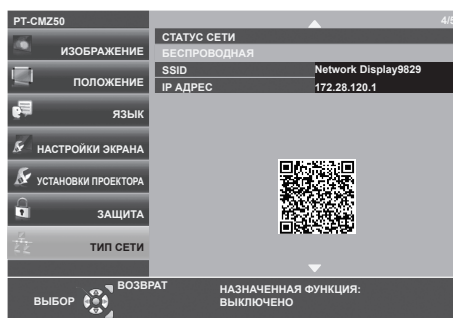 PT-CMZ50
4/5
СТАТУС СЕТИ
БЕСПРОВОДНАЯ
SSID Network Display9829
IP АДРЕС 172.28.120.1
ИЗОБРАЖЕНИЕ
ПОЛОЖЕНИЕ
ЯЗЫК
НАСТРОЙКИ ЭКРАНА
УСТАНОВКИ ПРОЕКТОРА
ЗАЩИТА
ТИП СЕТИ
ВОЗВРАТ
ВЫБОР
НАЗНАЧЕННАЯ ФУНКЦИЯ:
ВЫКЛЮЧЕНО